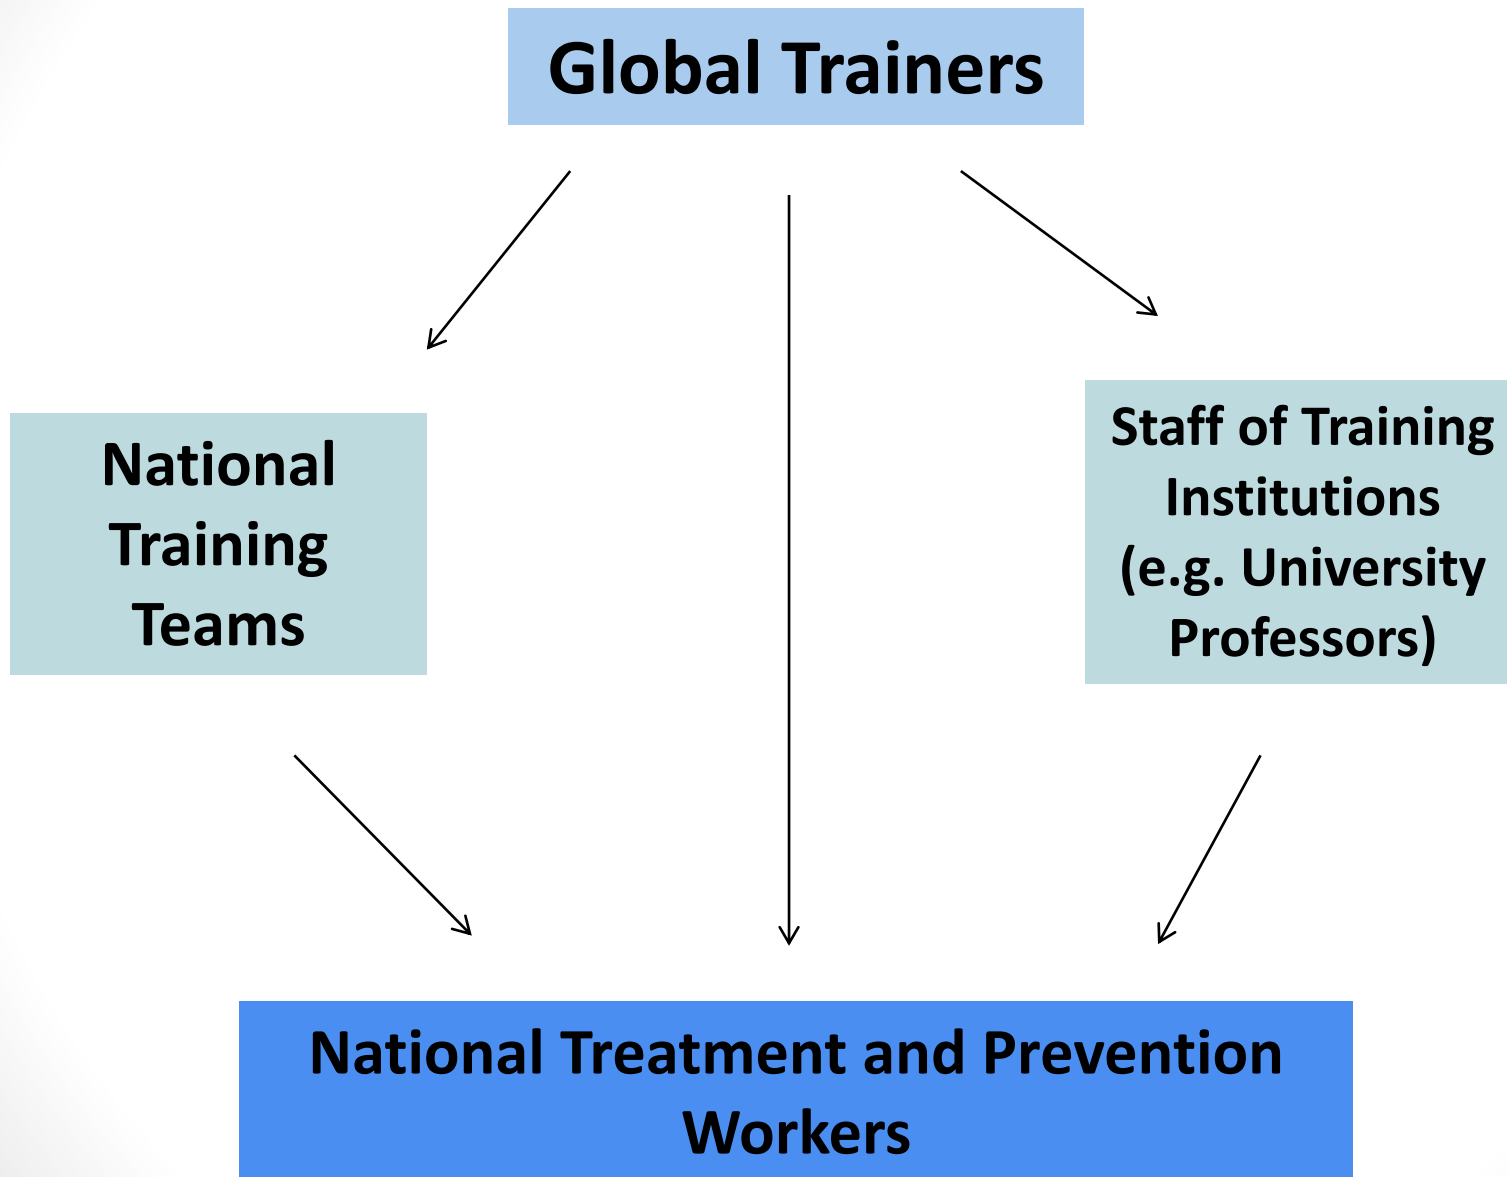 Global Trainers
National
Training
Teams
Staff of Training
Institutions
(e.g. University
Professors)
National Treatment and Prevention
Workers